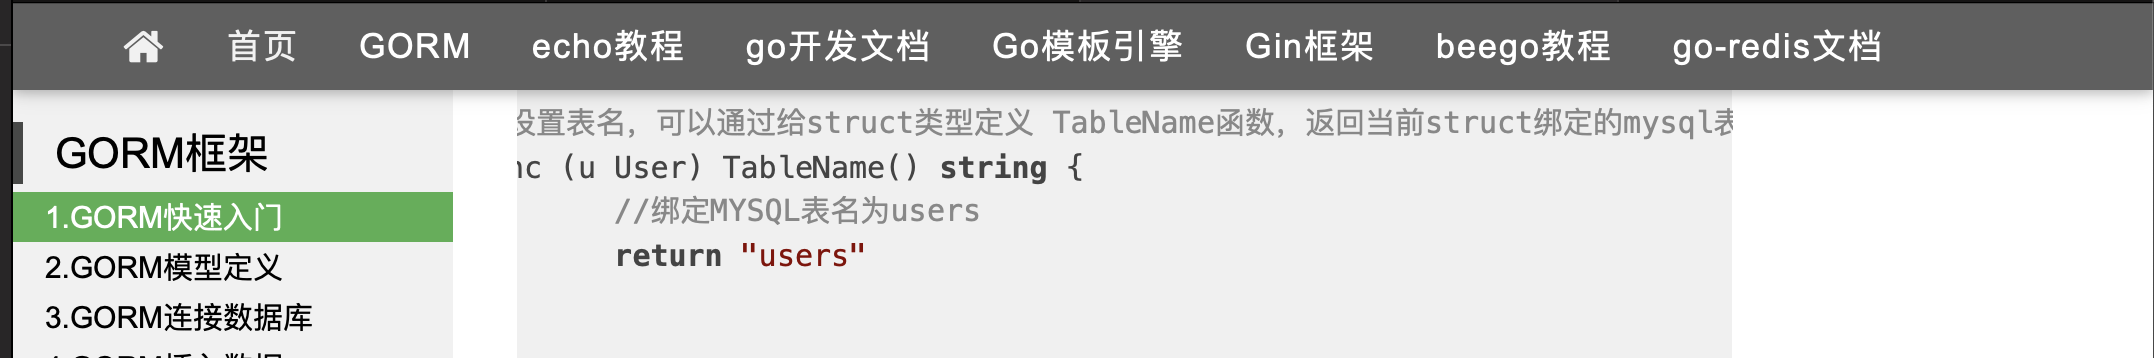 首页 GORM echo教程 go开发文档 Go模板引擎 Gin框架 beego教程 go-redis文档
GORM框架
1.GORM快速入门
2.GORM模型定义
3.GORM连接数据库
设置表名，可以通过给struct类型定义 TableName函数，返回当前struct绑定的mysql表
nc (u User) TableName() string {
//绑定MYSQL表名为users
return "users"